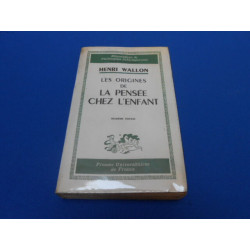 HENRI WALLON
LES ORIGINES
DE
LA PENSÉE
CHEZ L'ENFANT
Presses Universitaires
de France